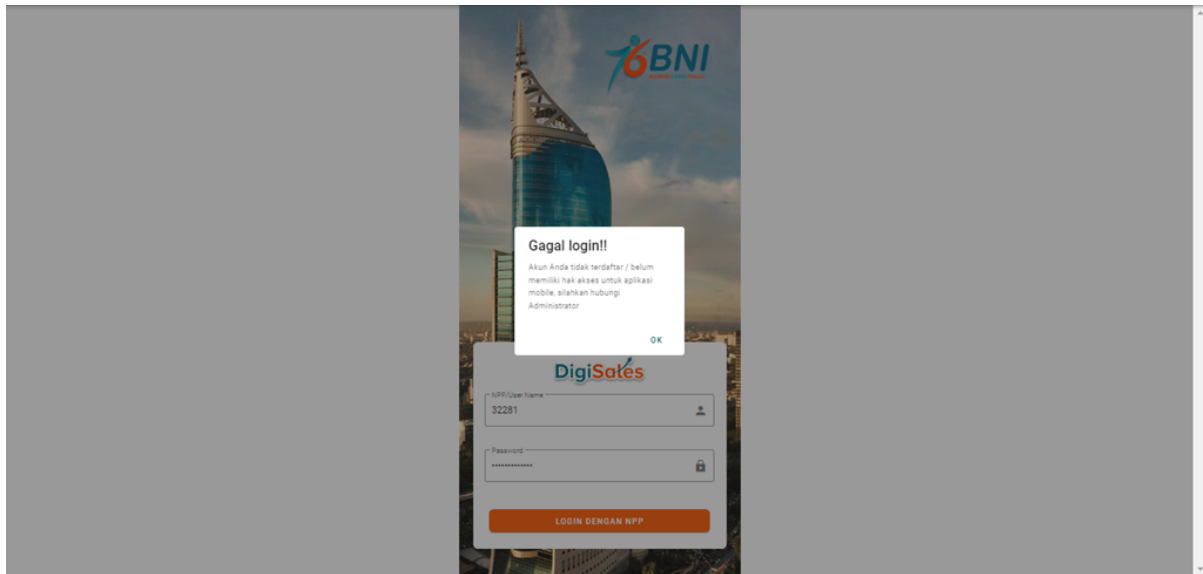 76 BNI
Gagal login!!
Akun Anda tidak terdaftar / belum
memiliki hak akses untuk aplikasi
mobile, silahkan hubungi
Administrator
OK
DigiSales
NPP/User Name
32281
Password
•••••••••••••
LOGIN DENGAN NPP